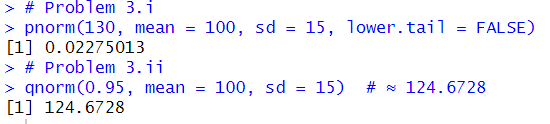 > # Problem 3.i
> pnorm(130, mean = 100, sd = 15, lower.tail = FALSE)
[1] 0.02275013
> # Problem 3.ii
> qnorm(0.95, mean = 100, sd = 15)  # ≈ 124.6728
[1] 124.6728